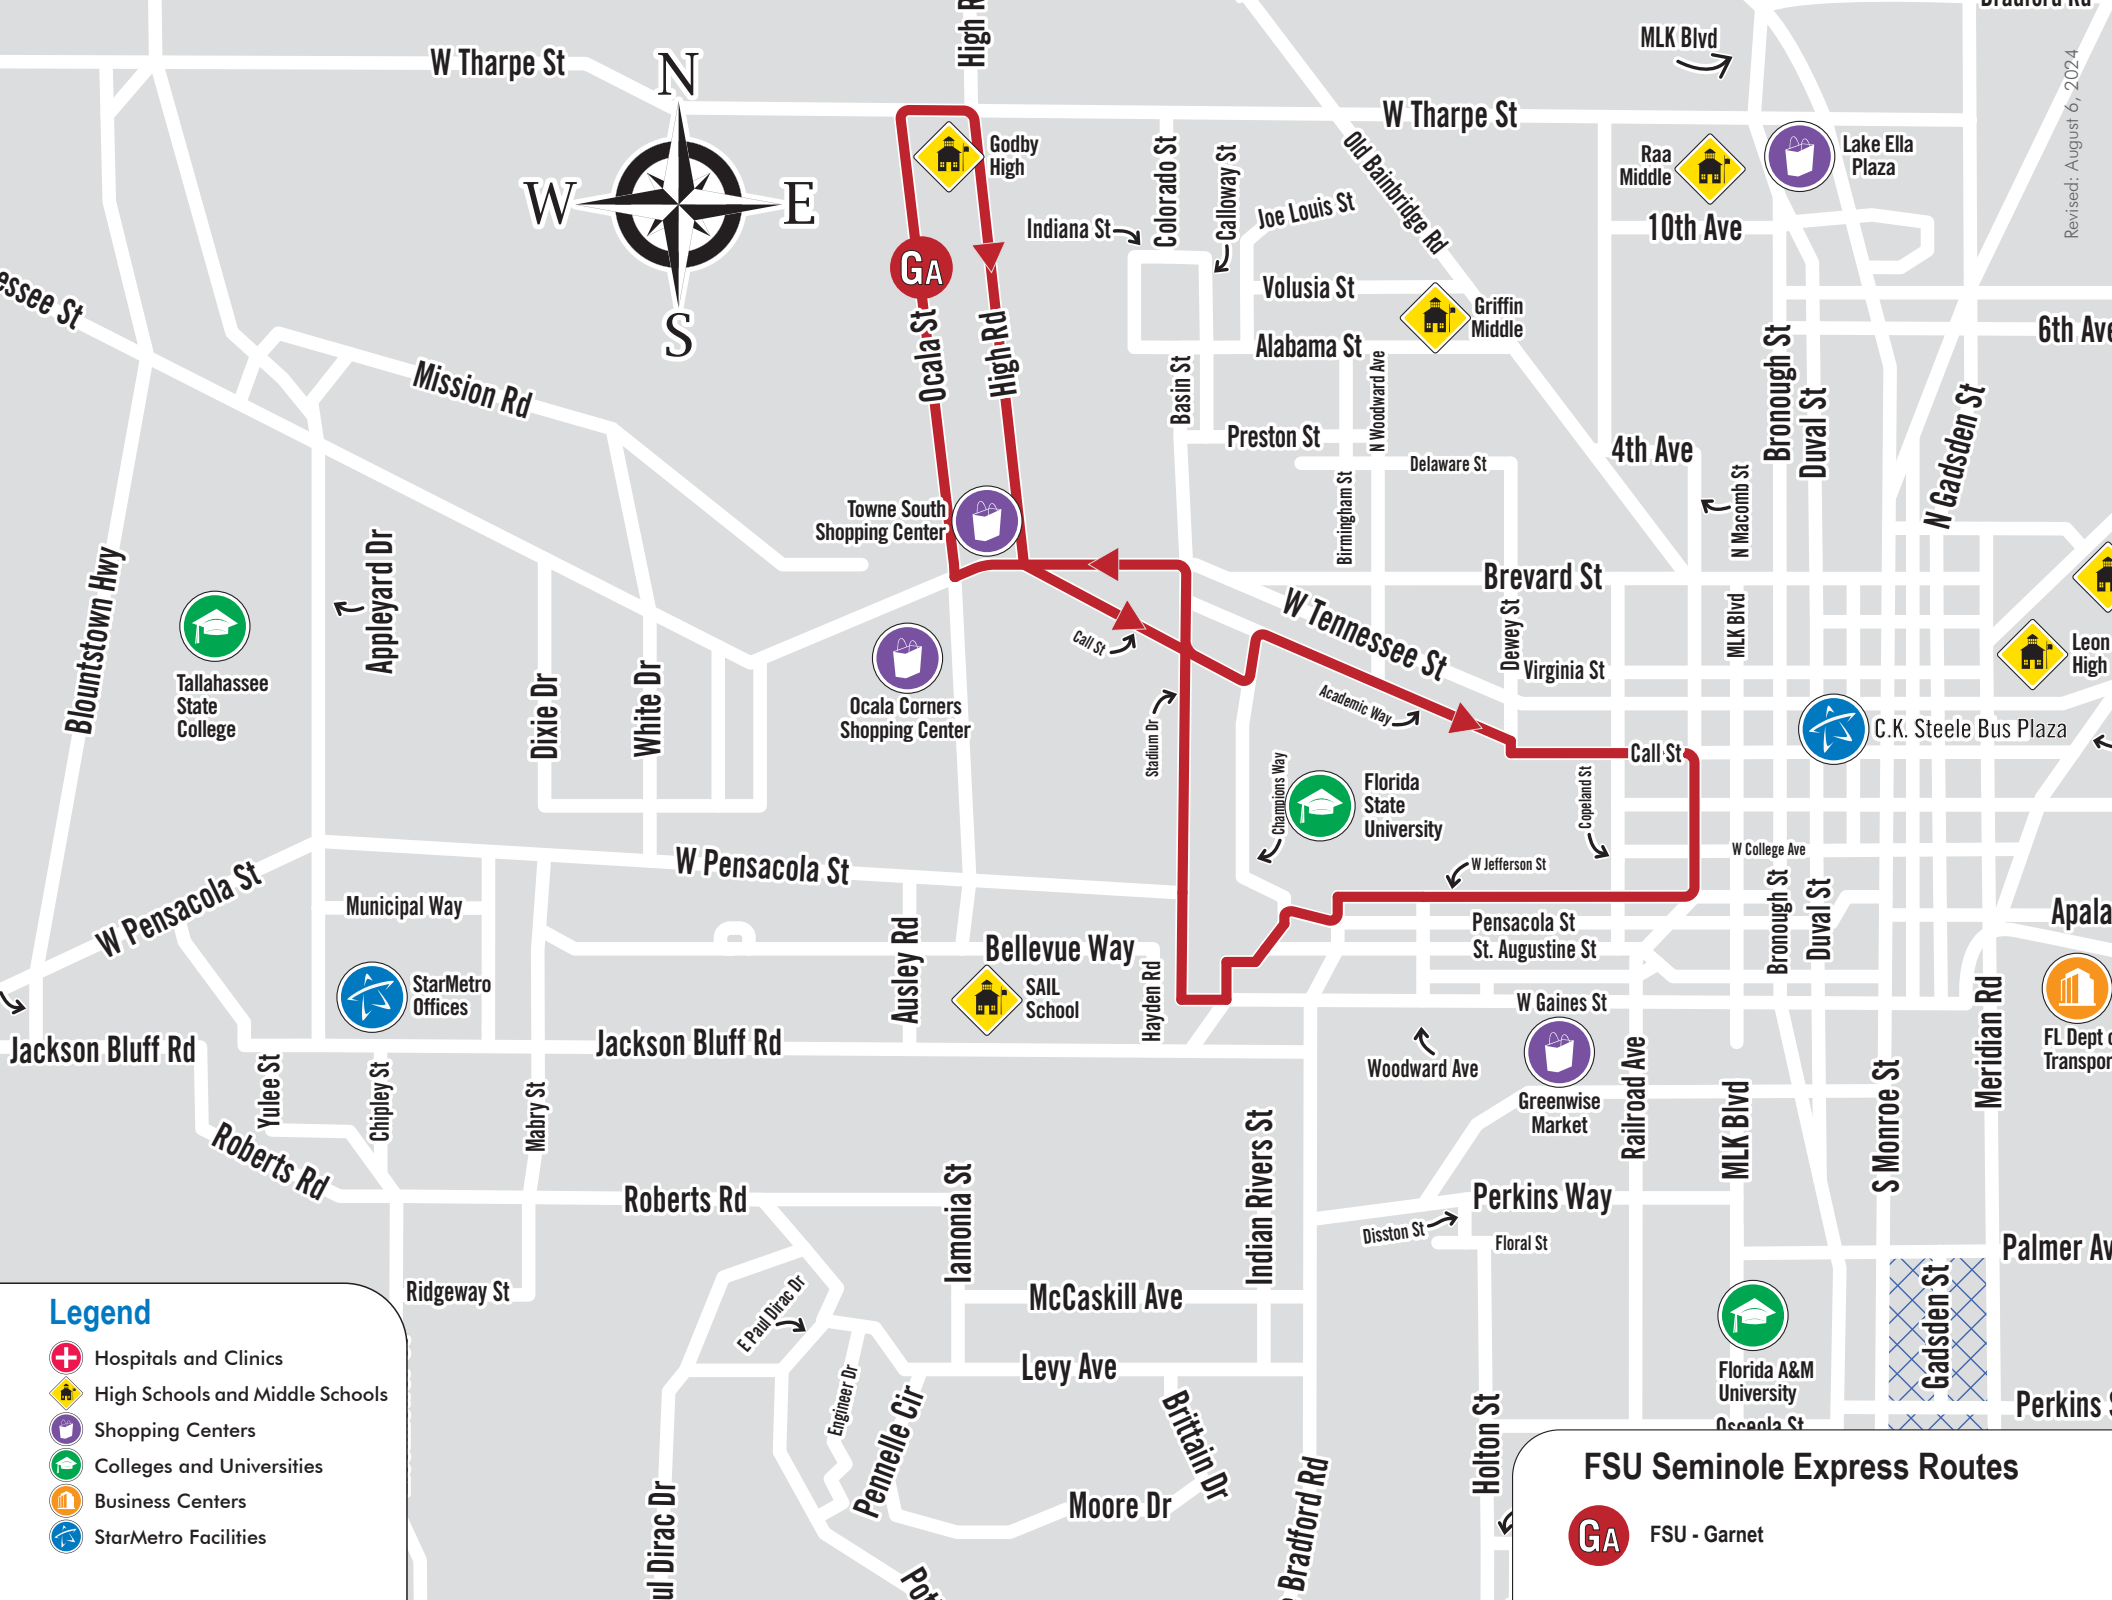 Bradford Rd
High R
W Tharpe St
N
W
E
S
MLK Blvd
Revised: August 6, 2024
W Tharpe St
Godby
High
Colorado St
Calloway St
Old Bainbridge Rd
Raa
Middle
Lake Ella
Plaza
Indiana St
Joe Louis St
10th Ave
GA
Volusia St
essee St
Griffin
Middle
6th Ave
Ocala St
High Rd
Alabama St
Basin St
N Woodward Ave
Bronough St
Duval St
Mission Rd
N Gadsden St
Preston St
4th Ave
Delaware St
Birmingham St
N Macomb St
Towne South
Shopping Center
Blountstown Hwy
Appleyard Dr
Brevard St
W Tennessee St
Dewey St
MLK Blvd
Call St
Virginia St
Leon
High
Tallahassee
State
College
Dixie Dr
White Dr
Ocala Corners
Shopping Center
Stadium Dr
Academic Way
C.K. Steele Bus Plaza
Call St
Champions Way
Florida
State
University
Copeland St
W College Ave
W Pensacola St
W Jefferson St
W Pensacola St
Municipal Way
Ausley Rd
Pensacola St
St. Augustine St
Bronough St
Duval St
Apala
Bellevue Way
Hayden Rd
StarMetro
Offices
SAIL
School
W Gaines St
Meridian Rd
Jackson Bluff Rd
Jackson Bluff Rd
Woodward Ave
FL Dept o
Transpor
Yulee St
Chipley St
Mabry St
Greenwise
Market
Railroad Ave
MLK Blvd
S Monroe St
Roberts Rd
Roberts Rd
Iamonia St
Indian Rivers St
Perkins Way
Disston St
Floral St
Palmer Av
Ridgeway St
E Paul Dirac Dr
McCaskill Ave
Gadsden St
Levy Ave
Engineer Dr
Pennelle Cir
Brittain Dr
Florida A&M
University
Osceola St
Perkins S
Holton St
Moore Dr
ul Dirac Dr
Bradford Rd
Pot
Legend
Hospitals and Clinics
High Schools and Middle Schools
Shopping Centers
Colleges and Universities
Business Centers
StarMetro Facilities
FSU Seminole Express Routes
GA
FSU - Garnet